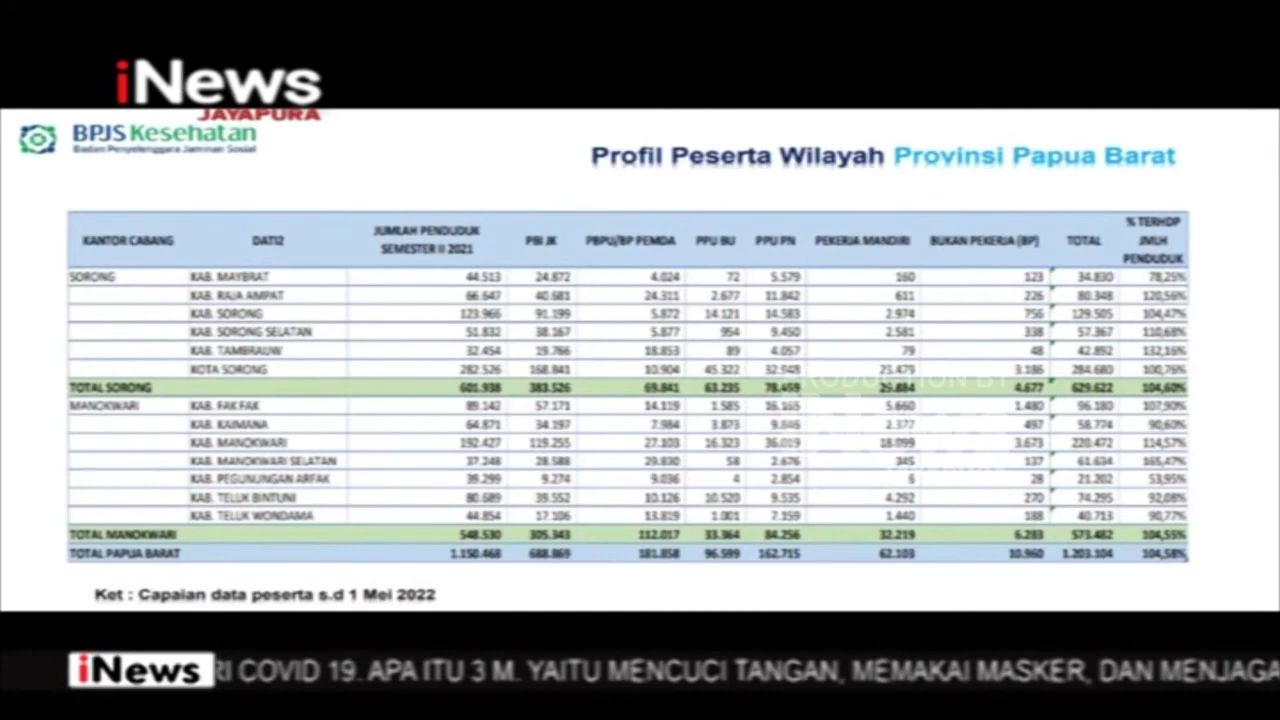 iNews
JAYAPURA
BPJS Kesehatan
Badan Penyelenggara Jaminan Sosial
Profil Peserta Wilayah Provinsi Papua Barat
KANTOR CABANG DATI2 JUMLAH PENDUDUK SEMESTER II 2021 PBI JK PBPU/BP PEMDA PPU BU PPU PN PEKERJA MANDIRI BUKAN PEKERJA (BP) TOTAL % TERHDP JMLH PENDUDUK
SORONG KAB. MAYBRAT 44.513 24.872 4.024 72 5.579 160 123 34.830 78,25%
KAB. RAJA AMPAT 66.647 40.681 24.311 2.677 11.842 611 226 80.348 120,56%
KAB. SORONG 123.966 91.199 5.872 14.121 14.583 2.974 756 129.505 104,47%
KAB. SORONG SELATAN 51.832 38.167 5.877 954 9.450 2.581 338 57.367 110,68%
KAB. TAMBRAUW 32.454 19.766 18.853 89 4.057 79 48 42.892 132,16%
KOTA SORONG 282.526 168.841 10.904 45.322 32.948 23.479 3.186 284.680 100,76%
TOTAL SORONG 601.938 383.526 69.841 63.235 78.459 29.884 4.677 629.622 104,60%
MANOKWARI KAB. FAK FAK 89.142 57.171 14.119 1.585 16.165 5.660 1.480 96.180 107,90%
KAB. KAIMANA 64.871 34.197 7.984 3.873 9.846 2.377 497 58.774 90,60%
KAB. MANOKWARI 192.427 119.255 27.103 16.323 36.019 18.099 3.673 220.472 114,57%
KAB. MANOKWARI SELATAN 37.248 28.588 29.830 58 2.676 345 137 61.634 165,47%
KAB. PEGUNUNGAN ARFAK 39.299 9.274 9.036 4 2.854 6 28 21.202 53,95%
KAB. TELUK BINTUNI 80.689 39.552 10.126 10.520 9.535 4.292 270 74.295 92,08%
KAB. TELUK WONDAMA 44.854 17.106 13.819 1.001 7.159 1.440 188 40.713 90,77%
TOTAL MANOKWARI 548.530 305.343 112.017 33.364 84.256 32.219 6.283 573.482 104,55%
TOTAL PAPUA BARAT 1.150.468 688.869 181.858 96.599 162.715 62.103 10.960 1.203.104 104,58%
Ket : Capaian data peserta s.d 1 Mei 2022
iNews RI COVID 19. APA ITU 3 M. YAITU MENCUCI TANGAN, MEMAKAI MASKER, DAN MENJAGA